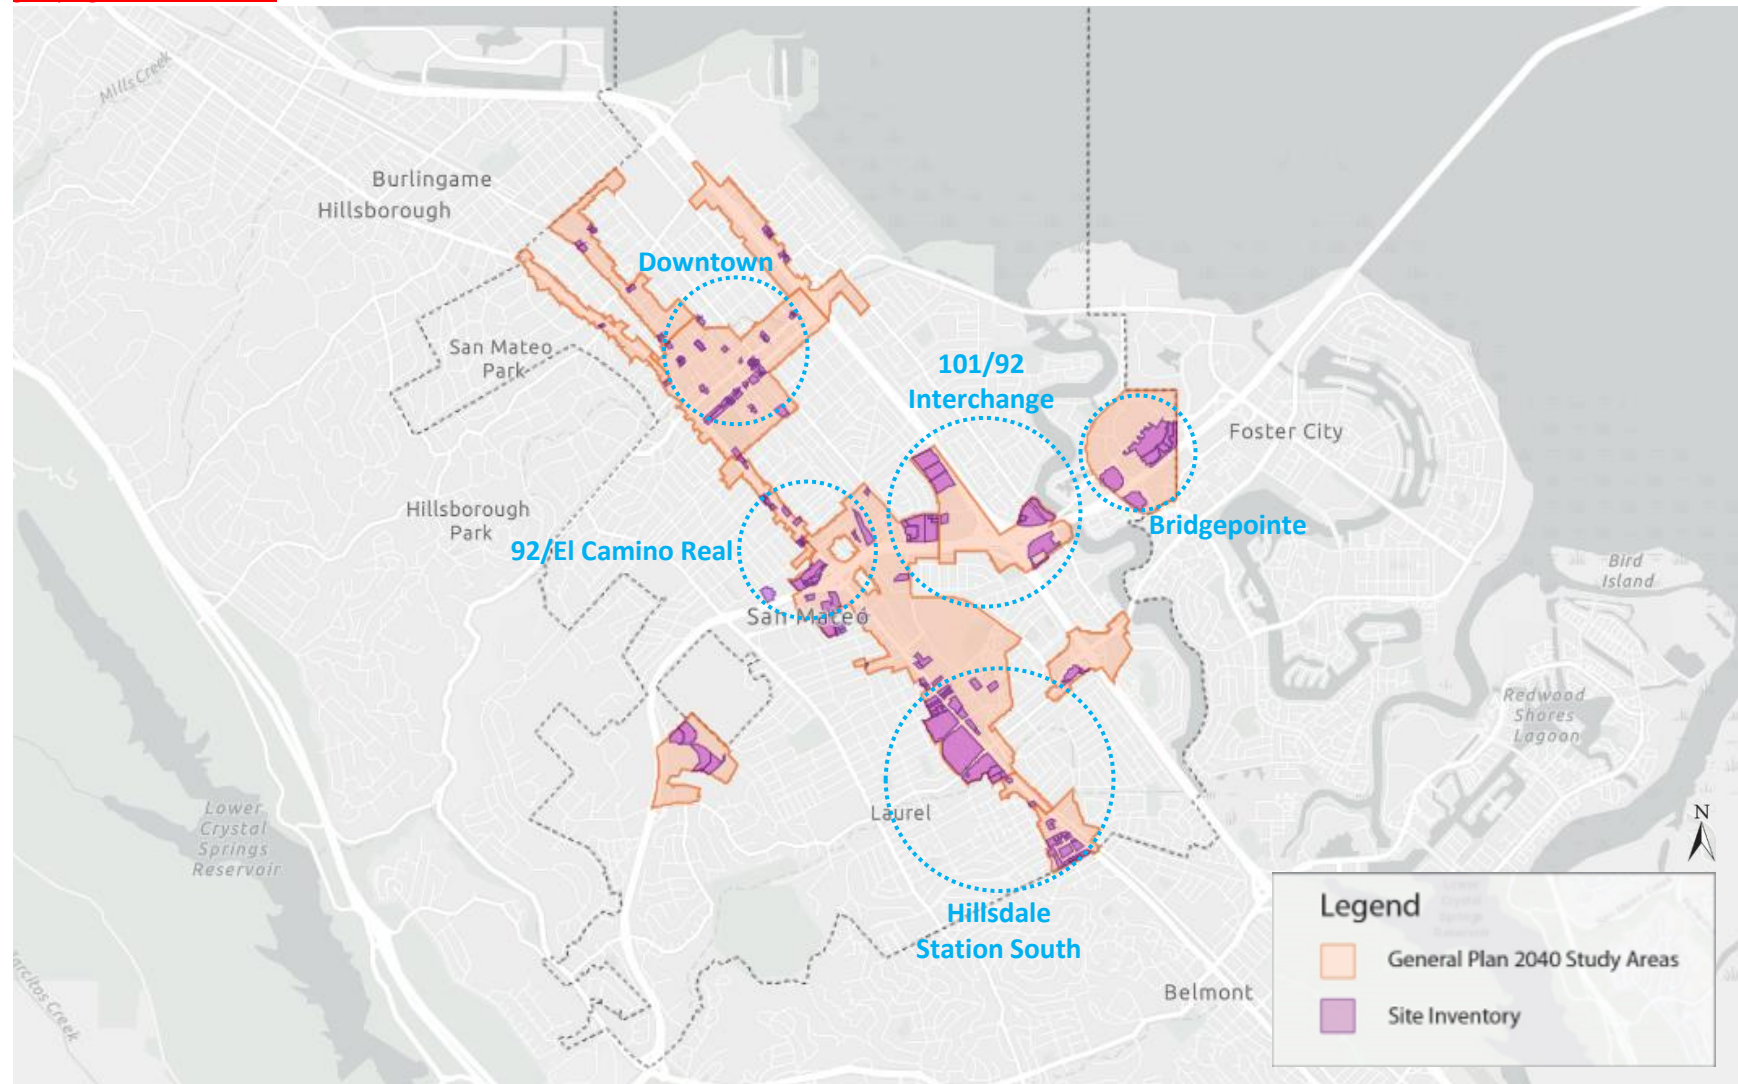 Mills Creek
Burlingame
Hillsborough
Downtown
San Mateo
Park
101/92
Interchange
Foster City
Hillsborough
Park
92/El Camino Real
Bridgepointe
Bird
Island
San Mateo
Redwood
Shores
Lagoon
Lower
Crystal
Springs
Reservoir
Laurel
N
Hillsdale
Station South
Belmont
Legend
General Plan 2040 Study Areas
Site Inventory